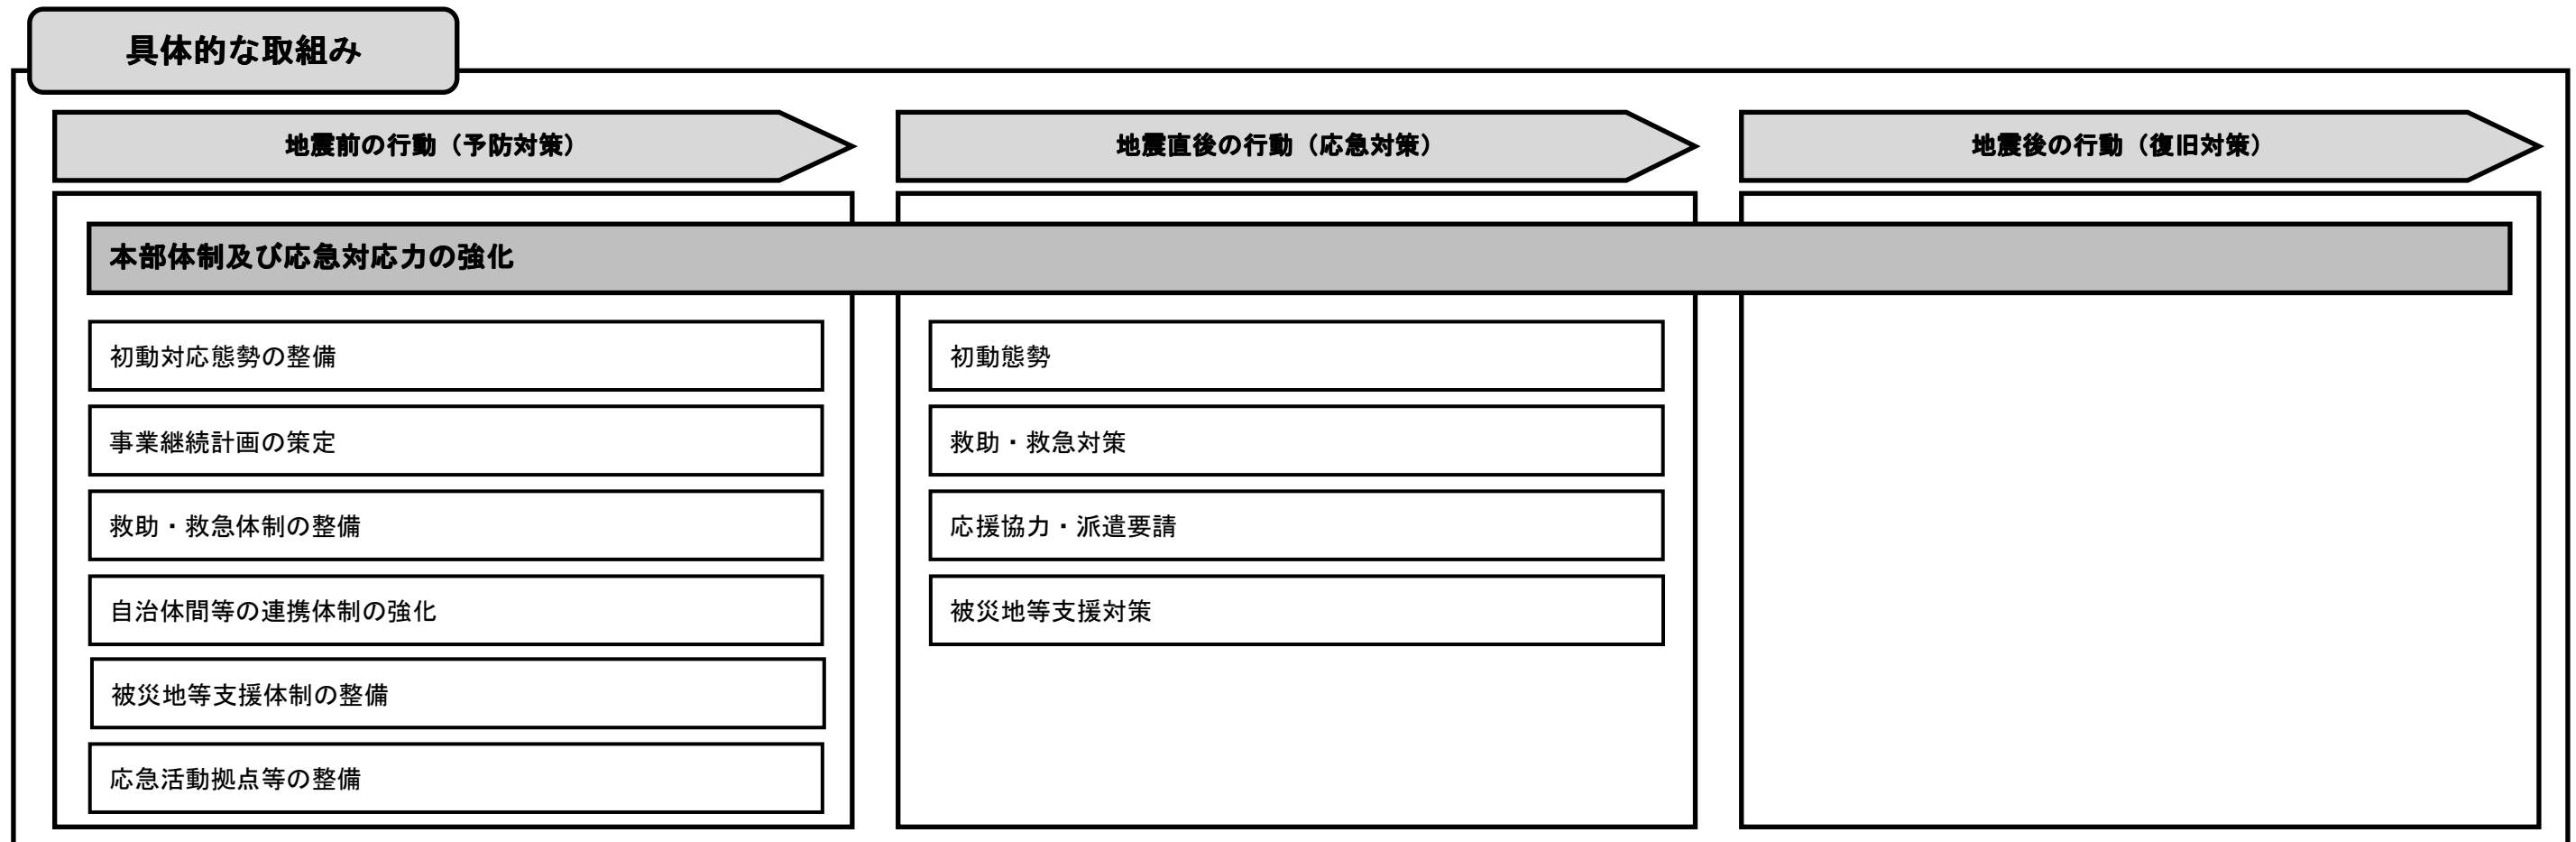 具体的な取組み
地震前の行動（予防対策）
地震直後の行動（応急対策）
地震後の行動（復旧対策）
本部体制及び応急対応力の強化
初動対応態勢の整備
事業継続計画の策定
救助・救急体制の整備
自治体間等の連携体制の強化
被災地等支援体制の整備
応急活動拠点等の整備
初動態勢
救助・救急対策
応援協力・派遣要請
被災地等支援対策